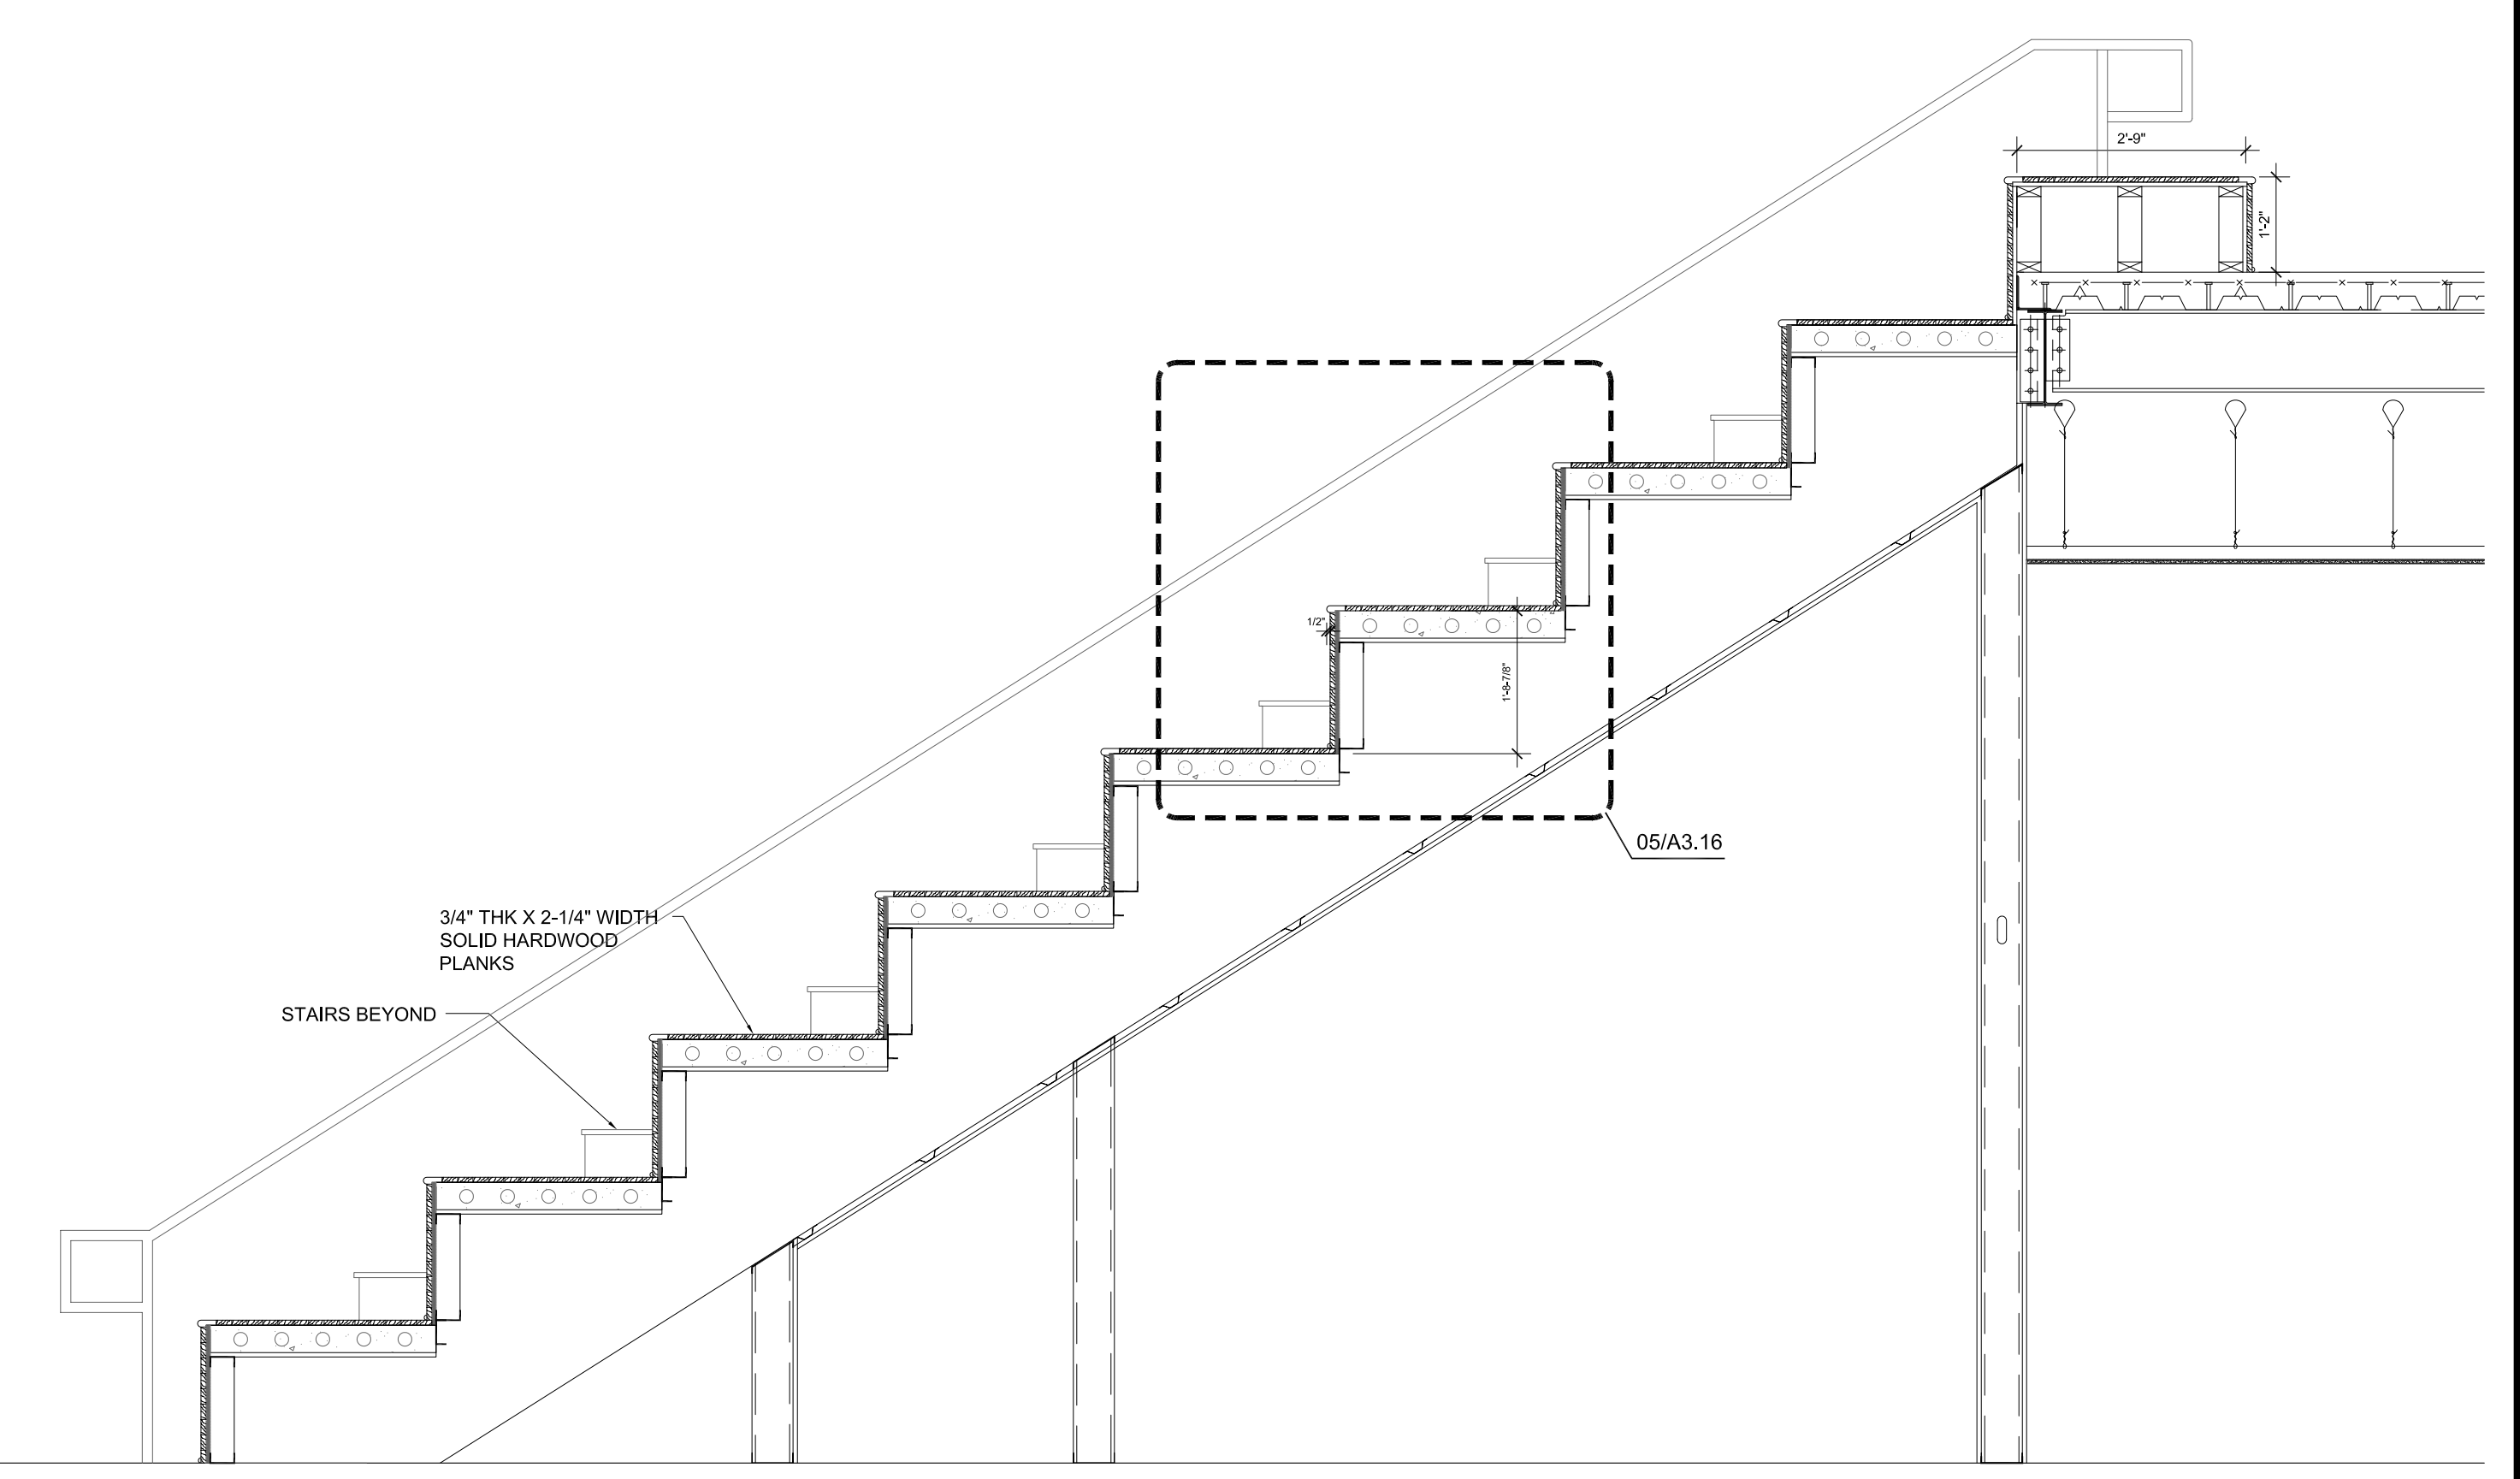 2'-9"
1'-2"
1/2"
1'-8-7/8"
05/A3.16
3/4" THK X 2-1/4" WIDTH
SOLID HARDWOOD
PLANKS
STAIRS BEYOND